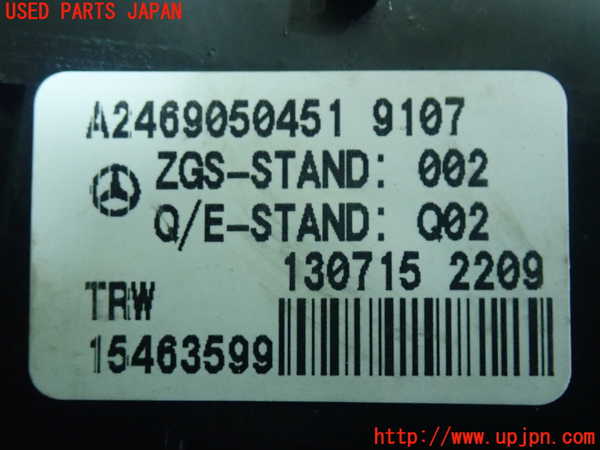 USED PARTS JAPAN
A2469050451 9107
ZGS-STAND: 002
Q/E-STAND: Q02
130715 2209
TRW
15463599
http://www.upjpn.com/